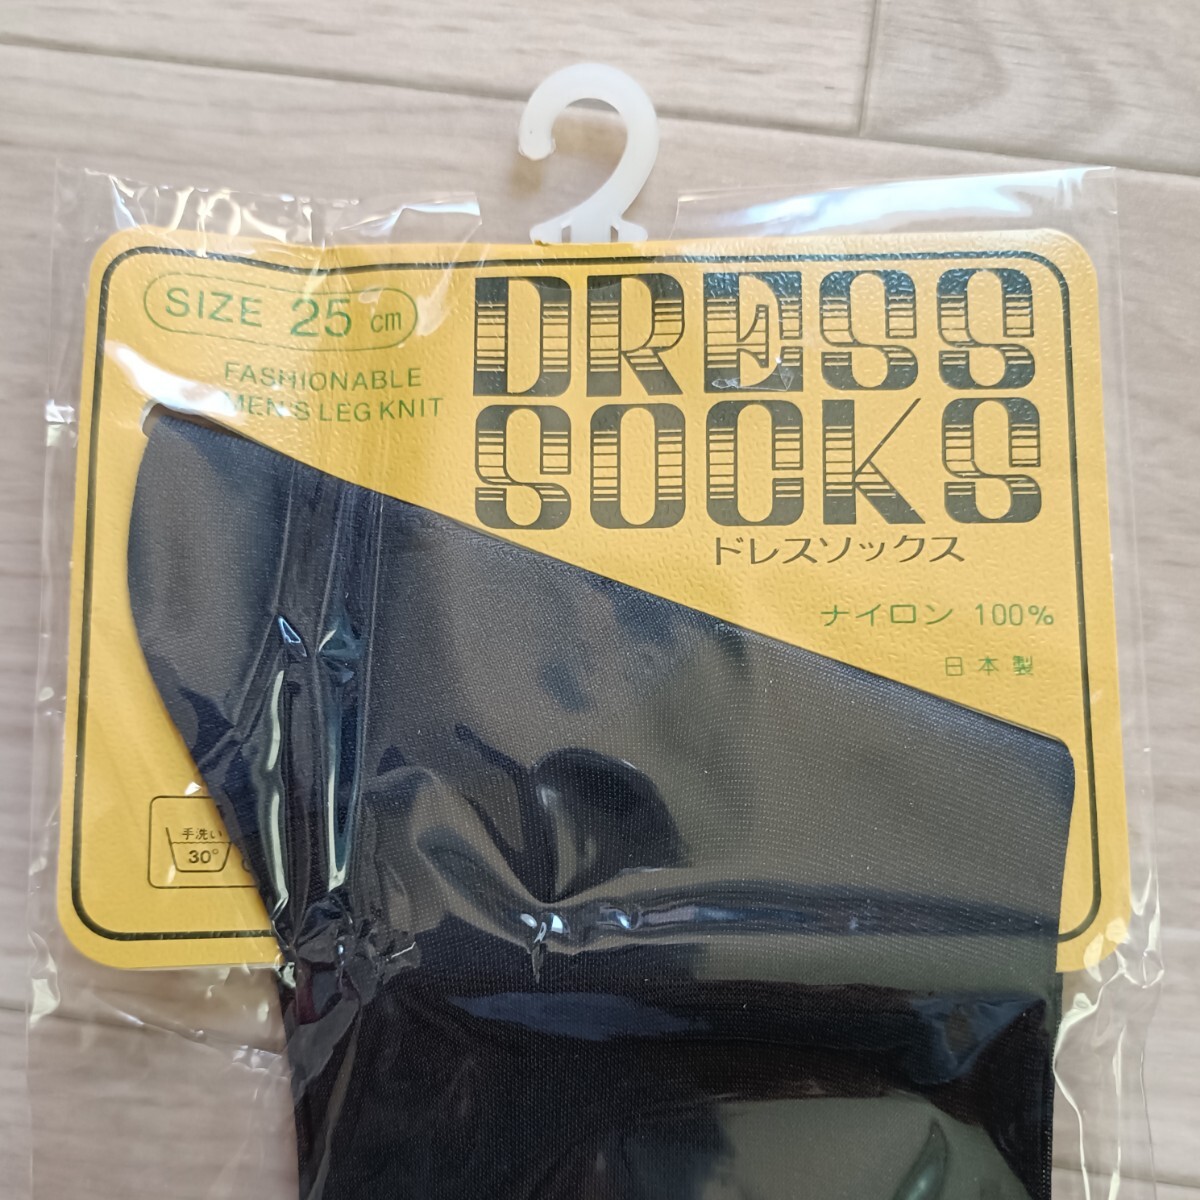 SIZE 25 cm
FASHIONABLE
MEN'S LEG KNIT
DRESS
SOCKS
ドレスソックス
ナイロン 100%
日本製
手洗い
30°